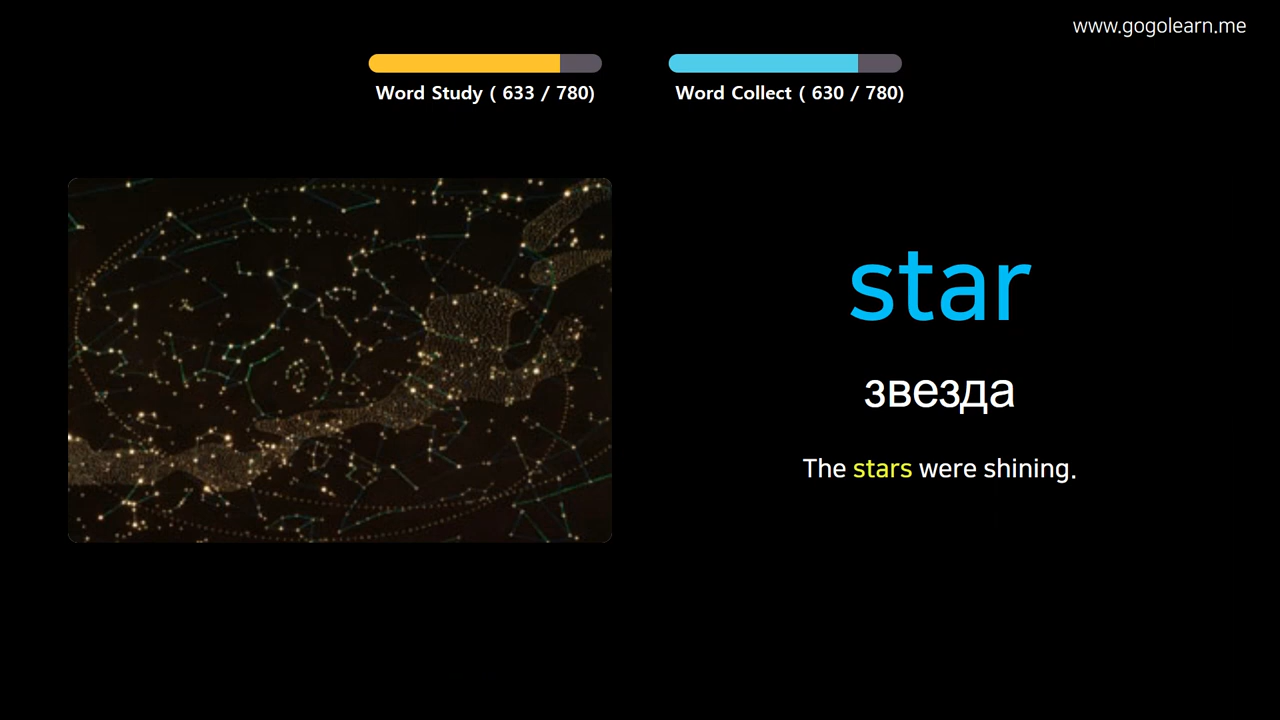 www.gogolearn.me
Word Study ( 633 / 780)
Word Collect ( 630 / 780)
star
звезда
The stars were shining.